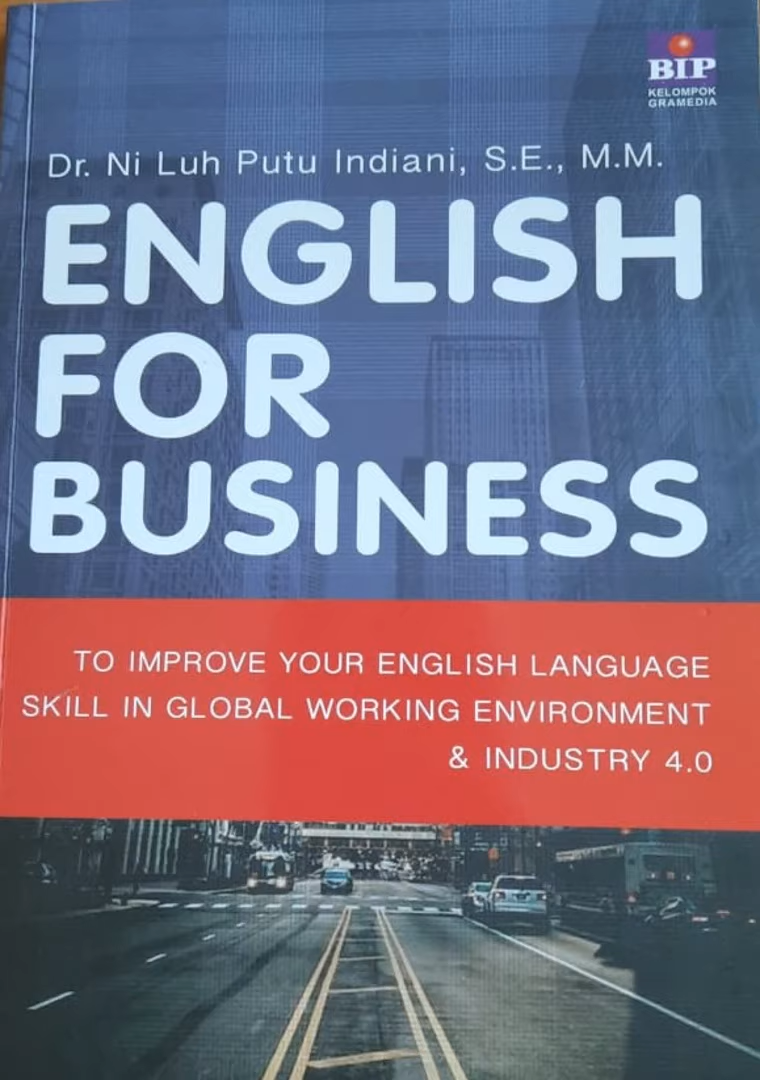 BIP
KELOMPOK
GRAMEDIA
Dr. Ni Luh Putu Indiani, S.E., M.M.
ENGLISH
FOR
BUSINESS
TO IMPROVE YOUR ENGLISH LANGUAGE
SKILL IN GLOBAL WORKING ENVIRONMENT
& INDUSTRY 4.0